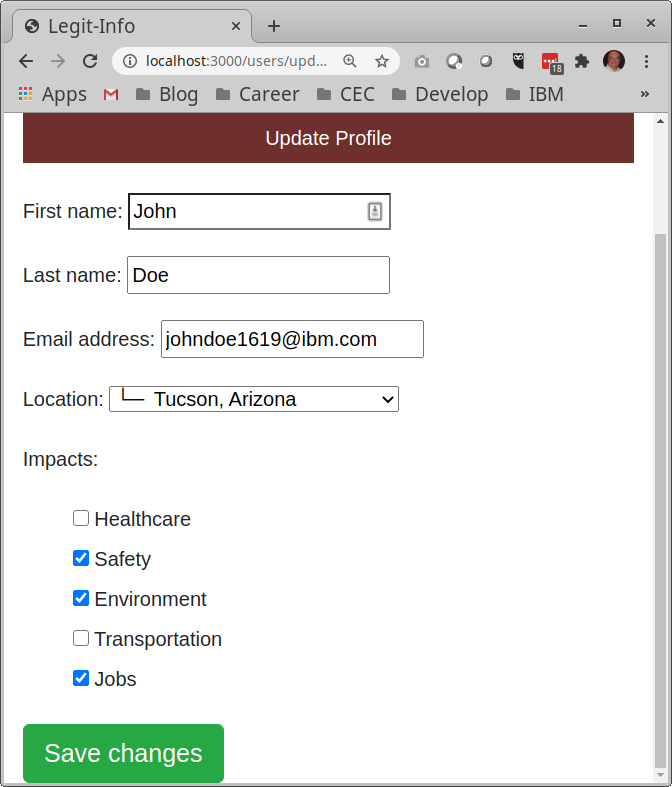 Legit-Info
localhost:3000/users/upd...
18
Apps Blog Career CEC Develop IBM »
Update Profile
First name: John
Last name: Doe
Email address: johndoe1619@ibm.com
Location: └─ Tucson, Arizona
Impacts:
Healthcare
Safety
Environment
Transportation
Jobs
Save changes